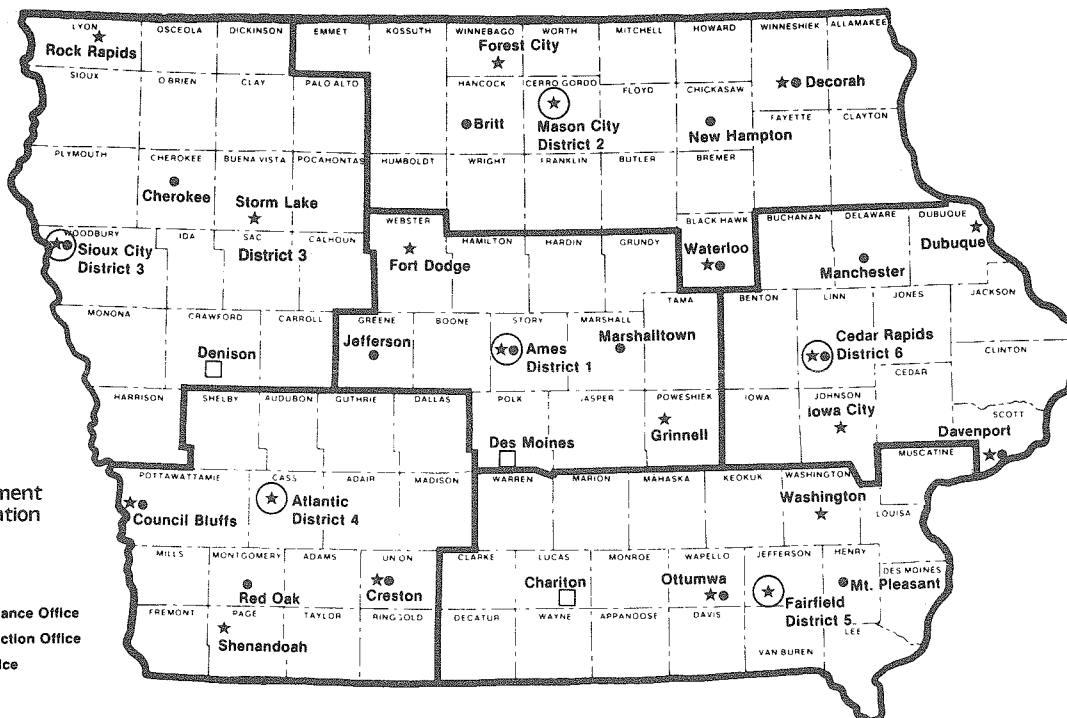 LYON
OSCEOLA
DICKINSON
EMMET
KOSSUTH
WINNEBAGO
WORTH
MITCHELL
HOWARD
WINNESHIEK
ALLAMAKEE
Rock Rapids
Forest City
SIOUX
O BRIEN
CLAY
PALO ALTO
HANCOCK
CERRO GORDO
FLOYD
CHICKASAW
Decorah
Britt
Mason City
District 2
New Hampton
FAYETTE
CLAYTON
PLYMOUTH
CHEROKEE
BUENA VISTA
POCAHONTAS
HUMBOLDT
WRIGHT
FRANKLIN
BUTLER
BREMER
Cherokee
Storm Lake
WEBSTER
BLACK HAWK
BUCHANAN
DELAWARE
DUBUQUE
WOODBURY
IDA
SAC
CALHOUN
HAMILTON
HARDIN
GRUNDY
Sioux City
District 3
District 3
Fort Dodge
Waterloo
Manchester
Dubuque
MONONA
CRAWFORD
CARROLL
GREENE
BOONE
STORY
MARSHALL
TAMA
BENTON
LINN
JONES
JACKSON
Denison
Jefferson
Ames
District 1
Marshalltown
Cedar Rapids
District 6
CLINTON
CEDAR
HARRISON
SHELBY
AUDUBON
GUTHRIE
DALLAS
POLK
JASPER
POWESHIEK
IOWA
JOHNSON
SCOTT
Des Moines
Grinnell
Iowa City
Davenport
MUSCATINE
POTTAWATTAMIE
CASS
ADAIR
MADISON
WARREN
MARION
MAHASKA
KEOKUK
WASHINGTON
Council Bluffs
Atlantic
District 4
Washington
LOUISA
ment
ation
MILLS
MONTGOMERY
ADAMS
UNION
CLARKE
LUCAS
MONROE
WAPELLO
JEFFERSON
HENRY
DES MOINES
Red Oak
Creston
Chariton
Ottumwa
Fairfield
District 5
Mt. Pleasant
FREMONT
PAGE
TAYLOR
RINGGOLD
DECATUR
WAYNE
APPANOOSE
DAVIS
VAN BUREN
LEE
Shenandoah
ance Office
ction Office
ice